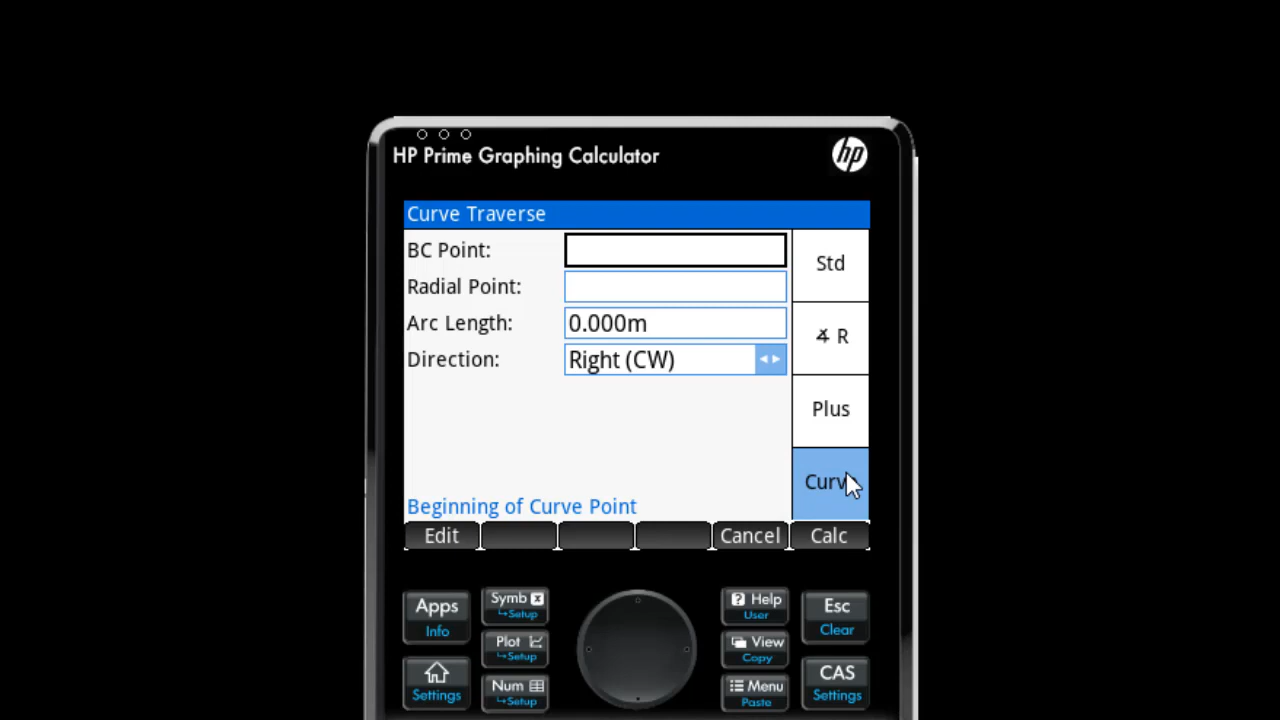 HP Prime Graphing Calculator
hp
Curve Traverse
BC Point:
Radial Point:
Arc Length: 0.000m
Direction: Right (CW)
Beginning of Curve Point
Std
∡ R
Plus
Edit Cancel Calc
Apps
Info
Symb
↳Setup
Plot
↳Setup
Num
↳Setup
Settings
? Help
User
View
Copy
Menu
Paste
Esc
Clear
CAS
Settings